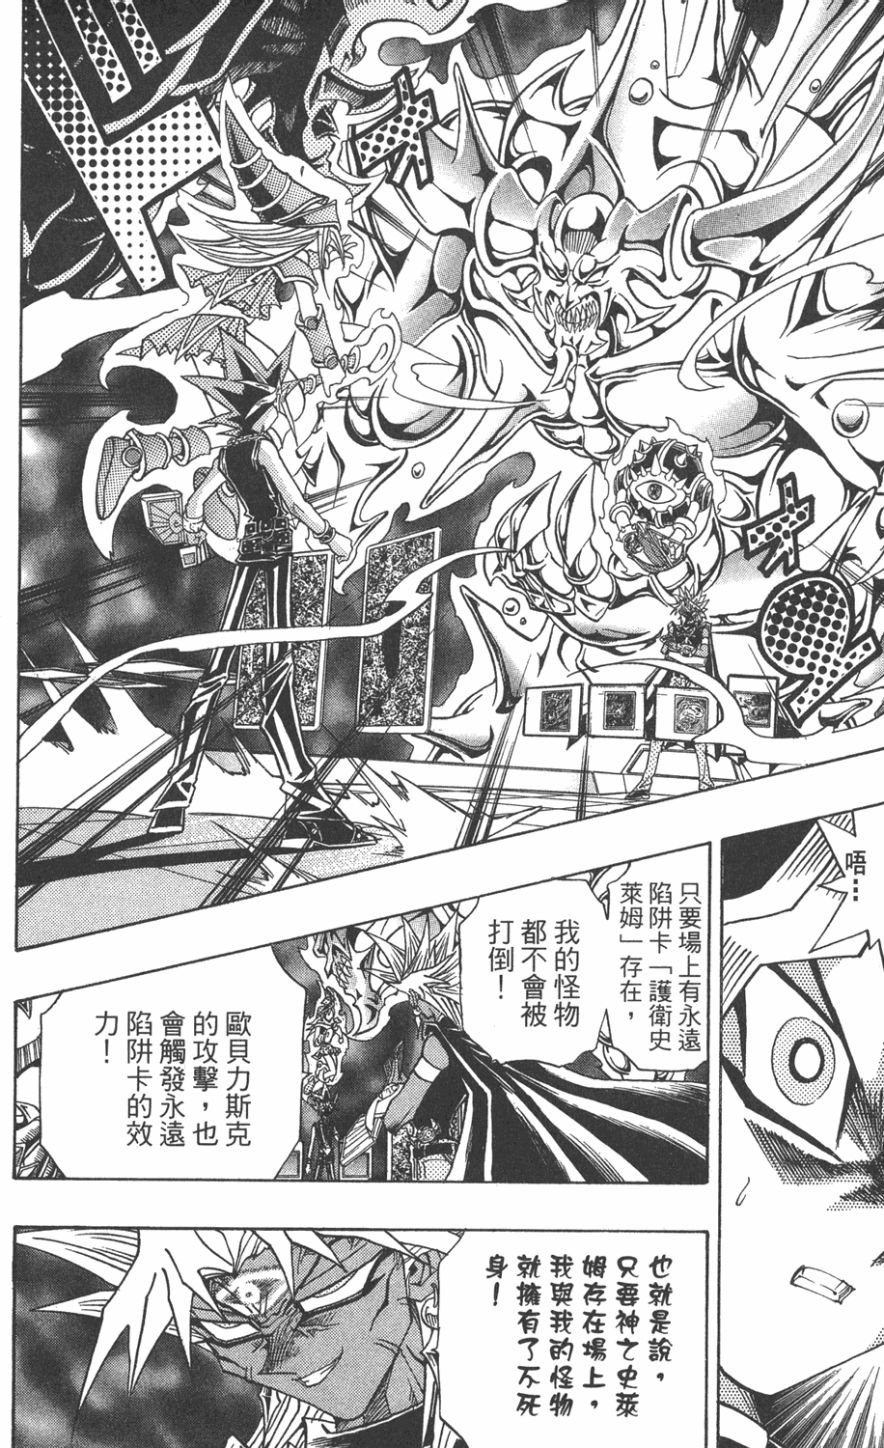 オ
オ
唔…
只要場上有永遠
陷阱卡「護衛史
萊姆」存在，
我的怪物
都不會被
打倒！
歐貝力斯克
的攻擊，也
會觸發永遠
陷阱卡的效
力！
也就是說，
只要神之史萊
姆存在場上，
我與我的怪物
就擁有了不死
身！